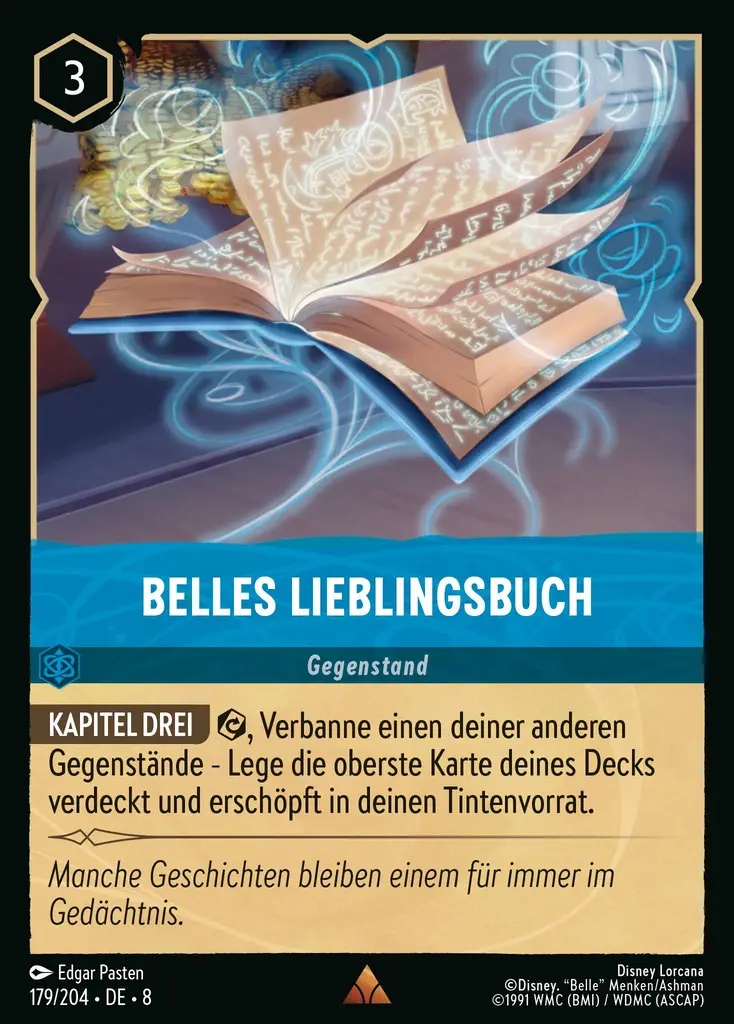 3
BELLES LIEBLINGSBUCH
Gegenstand
KAPITEL DREI , Verbanne einen deiner anderen
Gegenstände - Lege die oberste Karte deines Decks
verdeckt und erschöpft in deinen Tintenvorrat.
Manche Geschichten bleiben einem für immer im
Gedächtnis.
Edgar Pasten
179/204 • DE • 8
Disney Lorcana
©Disney. “Belle” Menken/Ashman
©1991 WMC (BMI) / WDMC (ASCAP)